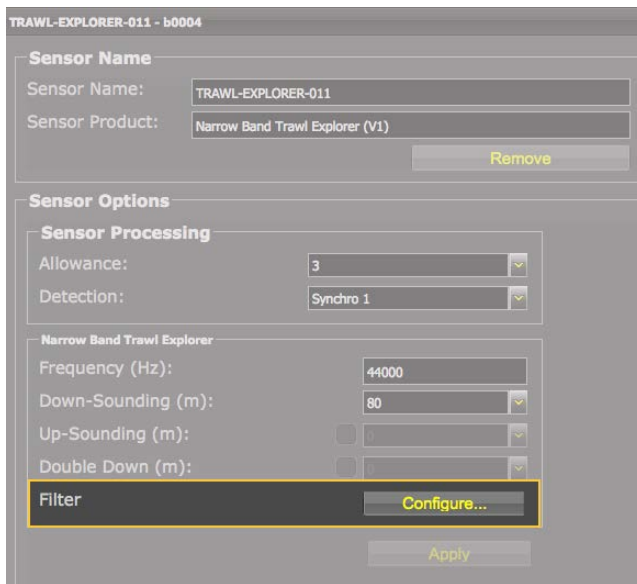 TRAWL-EXPLORER-011 - b0004
Sensor Name
Sensor Name: TRAWL-EXPLORER-011
Sensor Product: Narrow Band Trawl Explorer (V1)
Remove
Sensor Options
Sensor Processing
Allowance: 3
Detection: Synchro 1
Narrow Band Trawl Explorer
Frequency (Hz): 44000
Down-Sounding (m): 80
Up-Sounding (m): 0
Double Down (m): 0
Filter Configure...
Apply